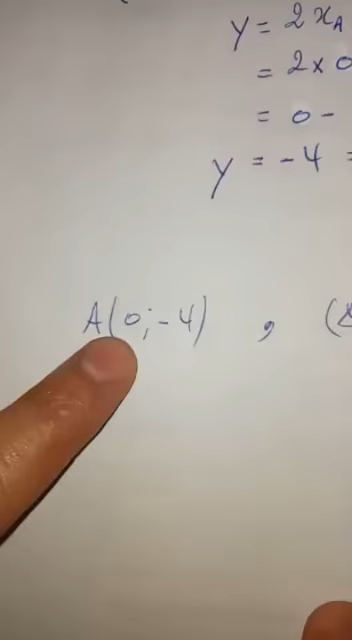 y = 2x_A
= 2 x 0
= 0 -
y = -4 =
A(0; -4) , (